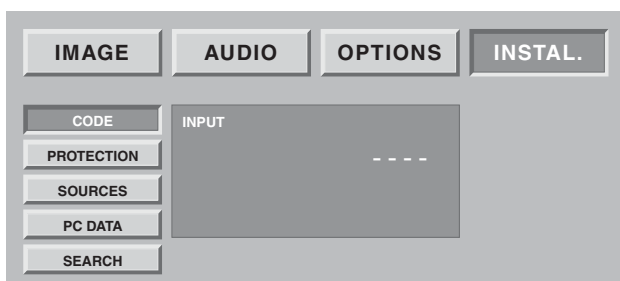 IMAGE AUDIO OPTIONS INSTAL.
CODE INPUT
PROTECTION - - - -
SOURCES
PC DATA
SEARCH